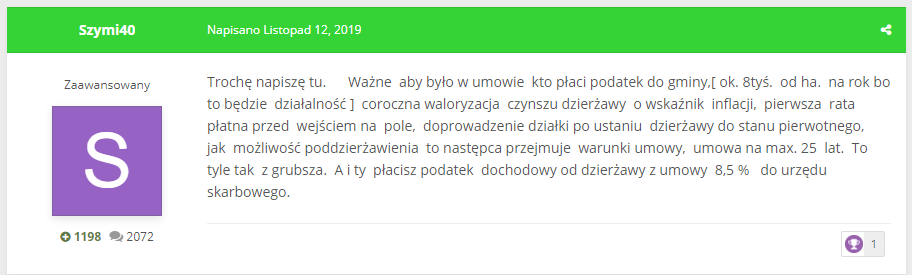 Szymi40
Napisano Listopad 12, 2019
Zaawansowany
S
1198 2072
Trochę napiszę tu. Ważne aby było w umowie kto płaci podatek do gminy,[ ok. 8tyś. od ha. na rok bo
to będzie działalność ] coroczna waloryzacja czynszu dzierżawy o wskaźnik inflacji, pierwsza rata
płatna przed wejściem na pole, doprowadzenie działki po ustaniu dzierżawy do stanu pierwotnego,
jak możliwość poddzierżawienia to następca przejmuje warunki umowy, umowa na max. 25 lat. To
tyle tak z grubsza. A i ty płacisz podatek dochodowy od dzierżawy z umowy 8,5 % do urzędu
skarbowego.
1